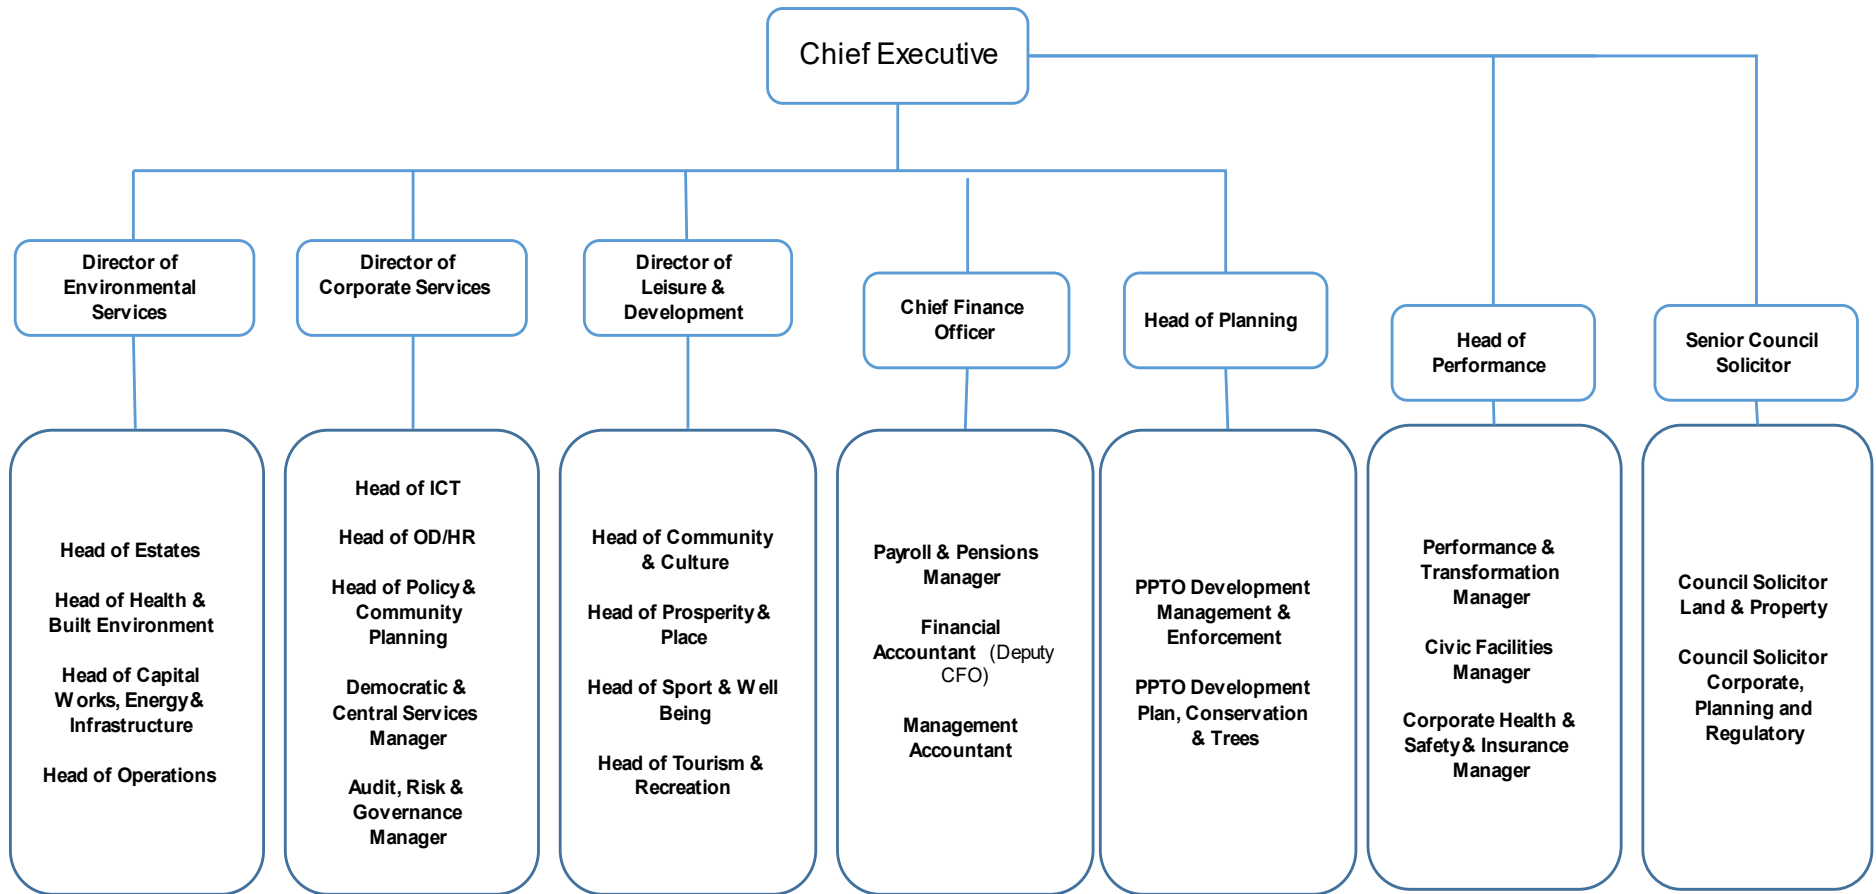 Chief Executive
Director of
Environmental
Services
Director of
Corporate Services
Director of
Leisure &
Development
Chief Finance
Officer
Head of Planning
Head of
Performance
Senior Council
Solicitor
Head of Estates
Head of Health &
Built Environment
Head of Capital
Works, Energy &
Infrastructure
Head of Operations
Head of ICT
Head of OD/HR
Head of Policy &
Community
Planning
Democratic &
Central Services
Manager
Audit, Risk &
Governance
Manager
Head of Community
& Culture
Head of Prosperity &
Place
Head of Sport & Well
Being
Head of Tourism &
Recreation
Payroll & Pensions
Manager
Financial
Accountant (Deputy
CFO)
Management
Accountant
PPTO Development
Management &
Enforcement
PPTO Development
Plan, Conservation
& Trees
Performance &
Transformation
Manager
Civic Facilities
Manager
Corporate Health &
Safety & Insurance
Manager
Council Solicitor
Land & Property
Council Solicitor
Corporate,
Planning and
Regulatory